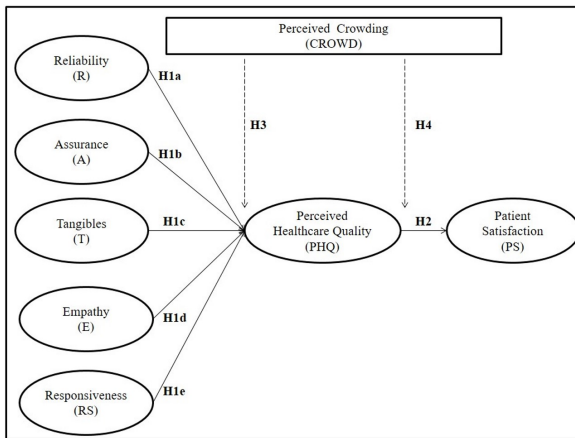 Perceived Crowding
(CROWD)
Reliability
(R)
H1a
H3
H4
Assurance
(A)
H1b
Tangibles
(T)
H1c
Perceived
Healthcare Quality
(PHQ)
H2
Patient
Satisfaction
(PS)
Empathy
(E)
H1d
Responsiveness
(RS)
H1e